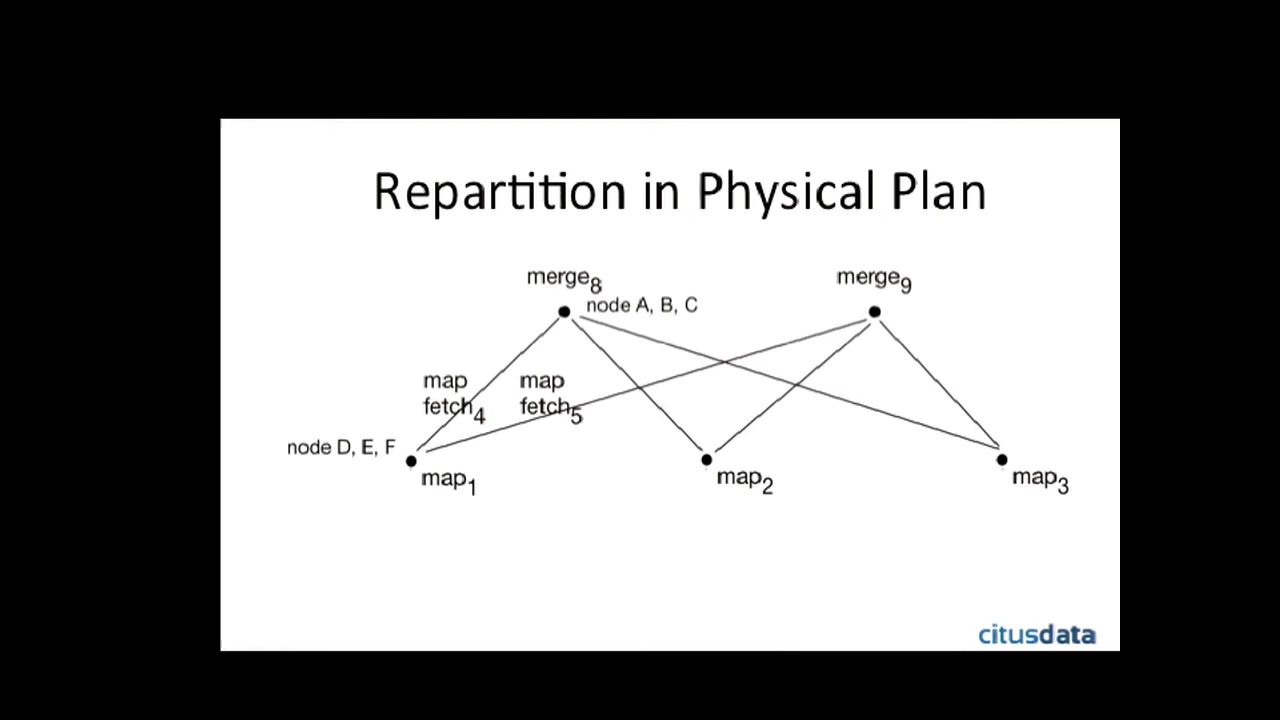 Repartition in Physical Plan
merge8
merge9
node A, B, C
map
fetch4
map
fetch5
node D, E, F
map1
map2
map3
citusdata